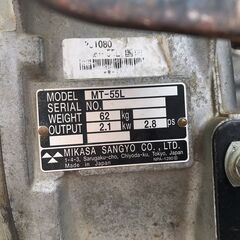 MODEL MT-55L
SERIAL NO.
WEIGHT 62 kg
OUTPUT 2.1 kw 2.8 ps
MIKASA SANGYO CO., LTD.
1-4-3, Sarugaku-cho, Chiyoda-ku, Tokyo, Japan
Made in Japan